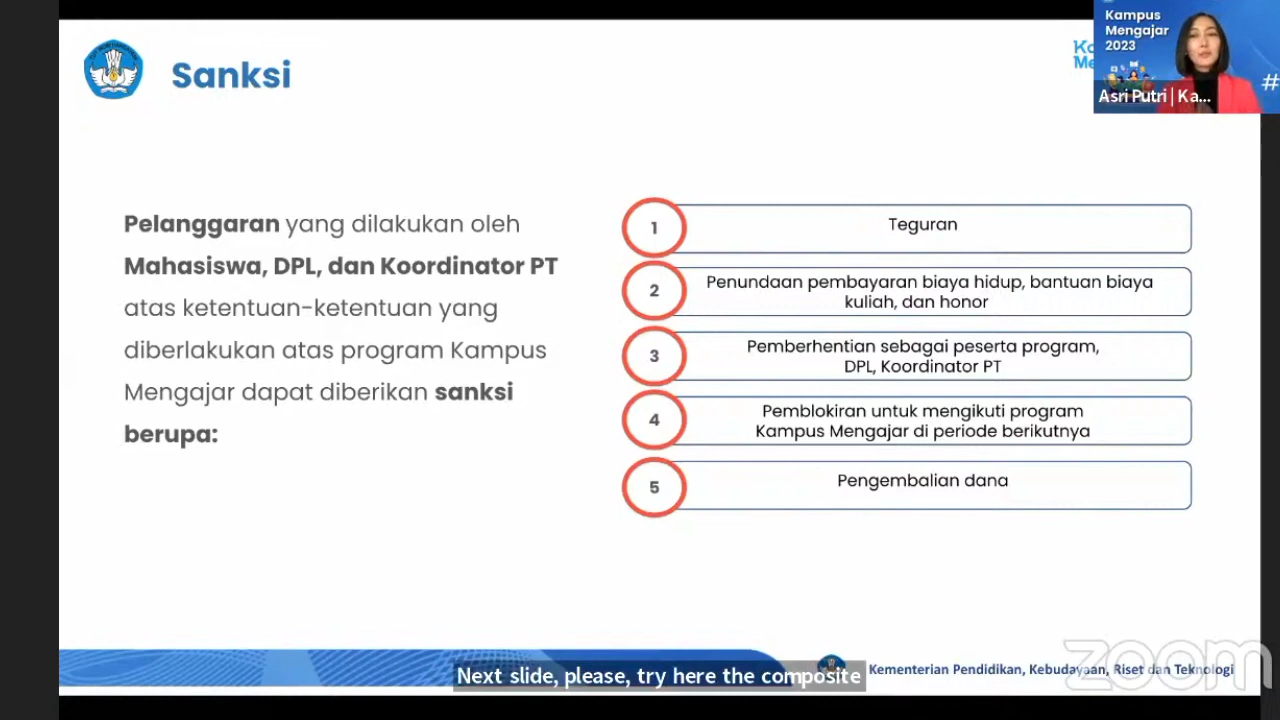 Sanksi
Kampus
Mengajar
2023
#
Asri Putri | Ka...
Pelanggaran yang dilakukan oleh
Mahasiswa, DPL, dan Koordinator PT
atas ketentuan-ketentuan yang
diberlakukan atas program Kampus
Mengajar dapat diberikan sanksi
berupa:
1
Teguran
2
Penundaan pembayaran biaya hidup, bantuan biaya
kuliah, dan honor
3
Pemberhentian sebagai peserta program,
DPL, Koordinator PT
4
Pemblokiran untuk mengikuti program
Kampus Mengajar di periode berikutnya
5
Pengembalian dana
Next slide, please, try here the composite
Kementerian Pendidikan, Kebudayaan, Riset dan Teknologi
zoom